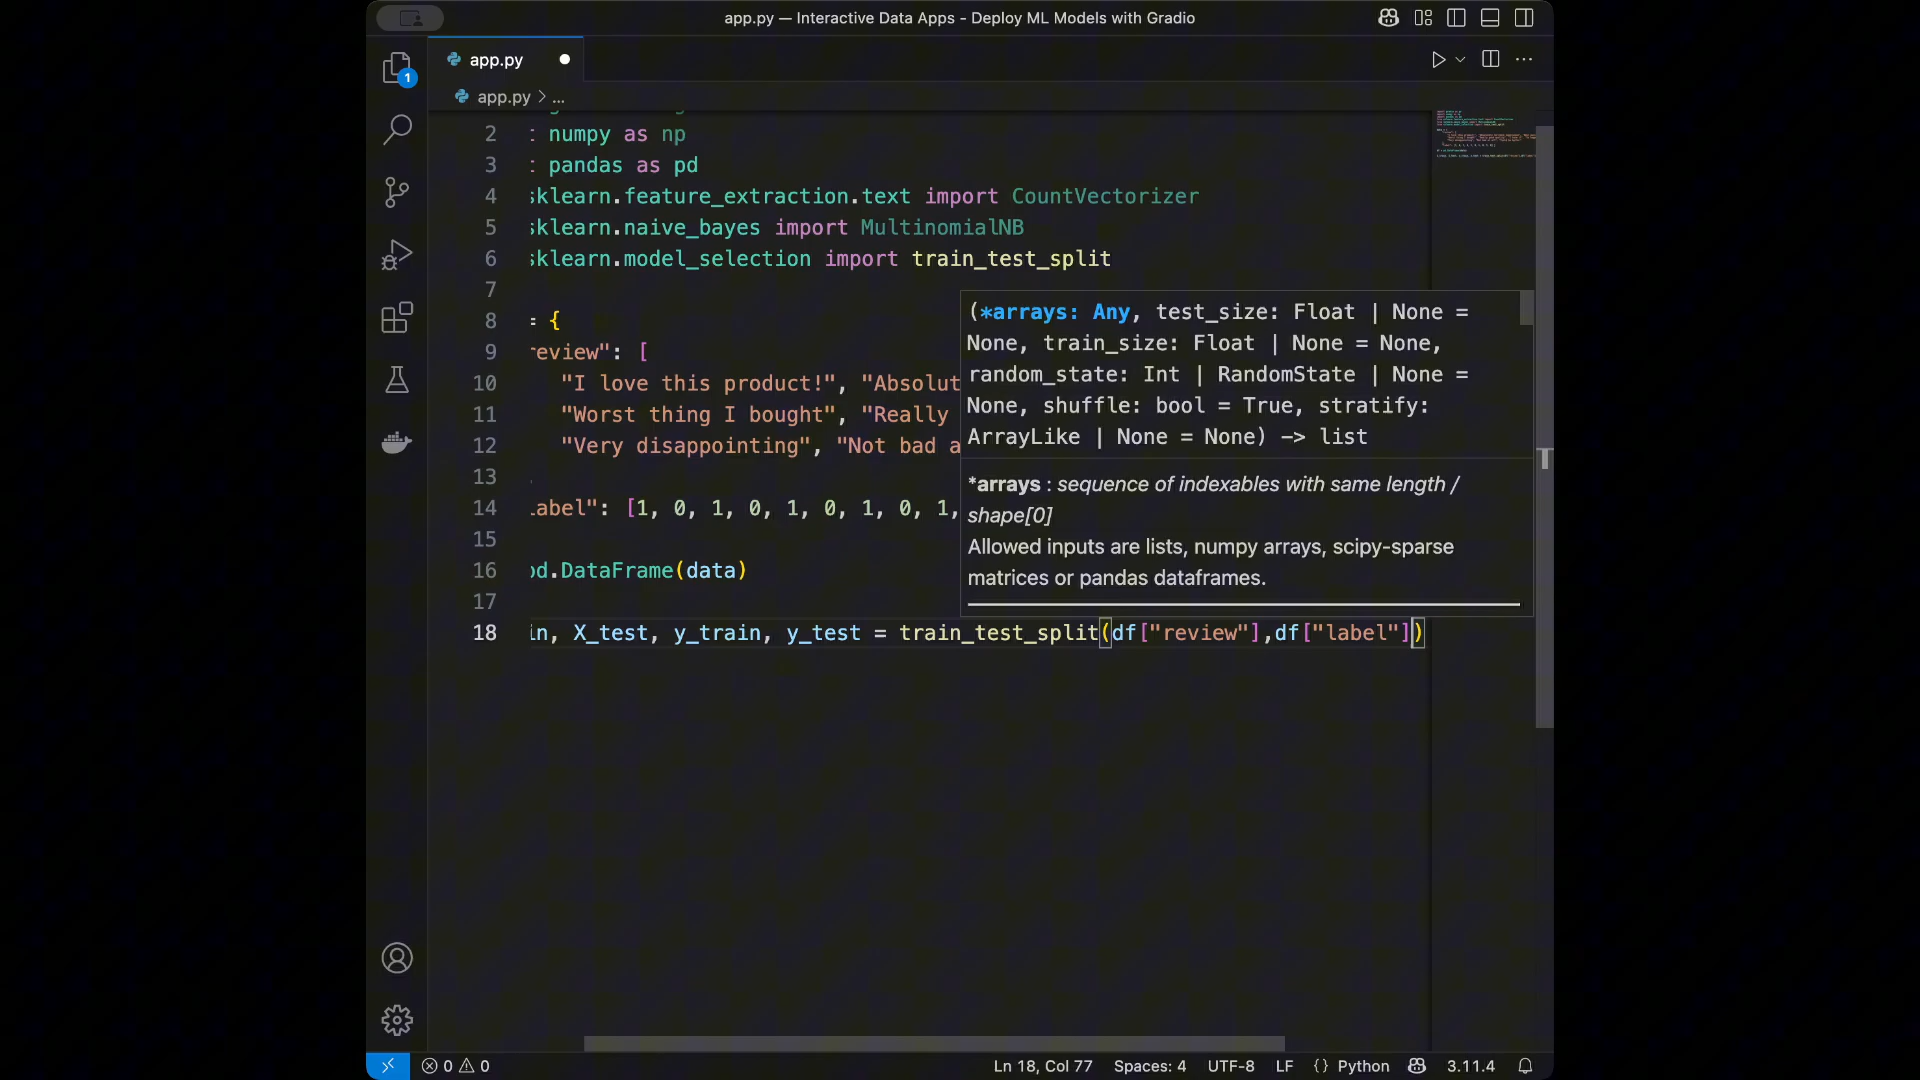 app.py — Interactive Data Apps - Deploy ML Models with Gradio
1
app.py
app.py > ...
2 numpy as np
3 pandas as pd
4 sklearn.feature_extraction.text import CountVectorizer
5 sklearn.naive_bayes import MultinomialNB
6 sklearn.model_selection import train_test_split
7
8 = {
9 review": [
10 "I love this product!", "Absolut
11 "Worst thing I bought", "Really
12 "Very disappointing", "Not bad a
13
14 label": [1, 0, 1, 0, 1, 0, 1, 0, 1,
15
16 pd.DataFrame(data)
17
18 in, X_test, y_train, y_test = train_test_split(df["review"],df["label"])
(*arrays: Any, test_size: Float | None =
None, train_size: Float | None = None,
random_state: Int | RandomState | None =
None, shuffle: bool = True, stratify:
ArrayLike | None = None) -> list
*arrays : sequence of indexables with same length /
shape[0]
Allowed inputs are lists, numpy arrays, scipy-sparse
matrices or pandas dataframes.
0 0 Ln 18, Col 77 Spaces: 4 UTF-8 LF {} Python 3.11.4